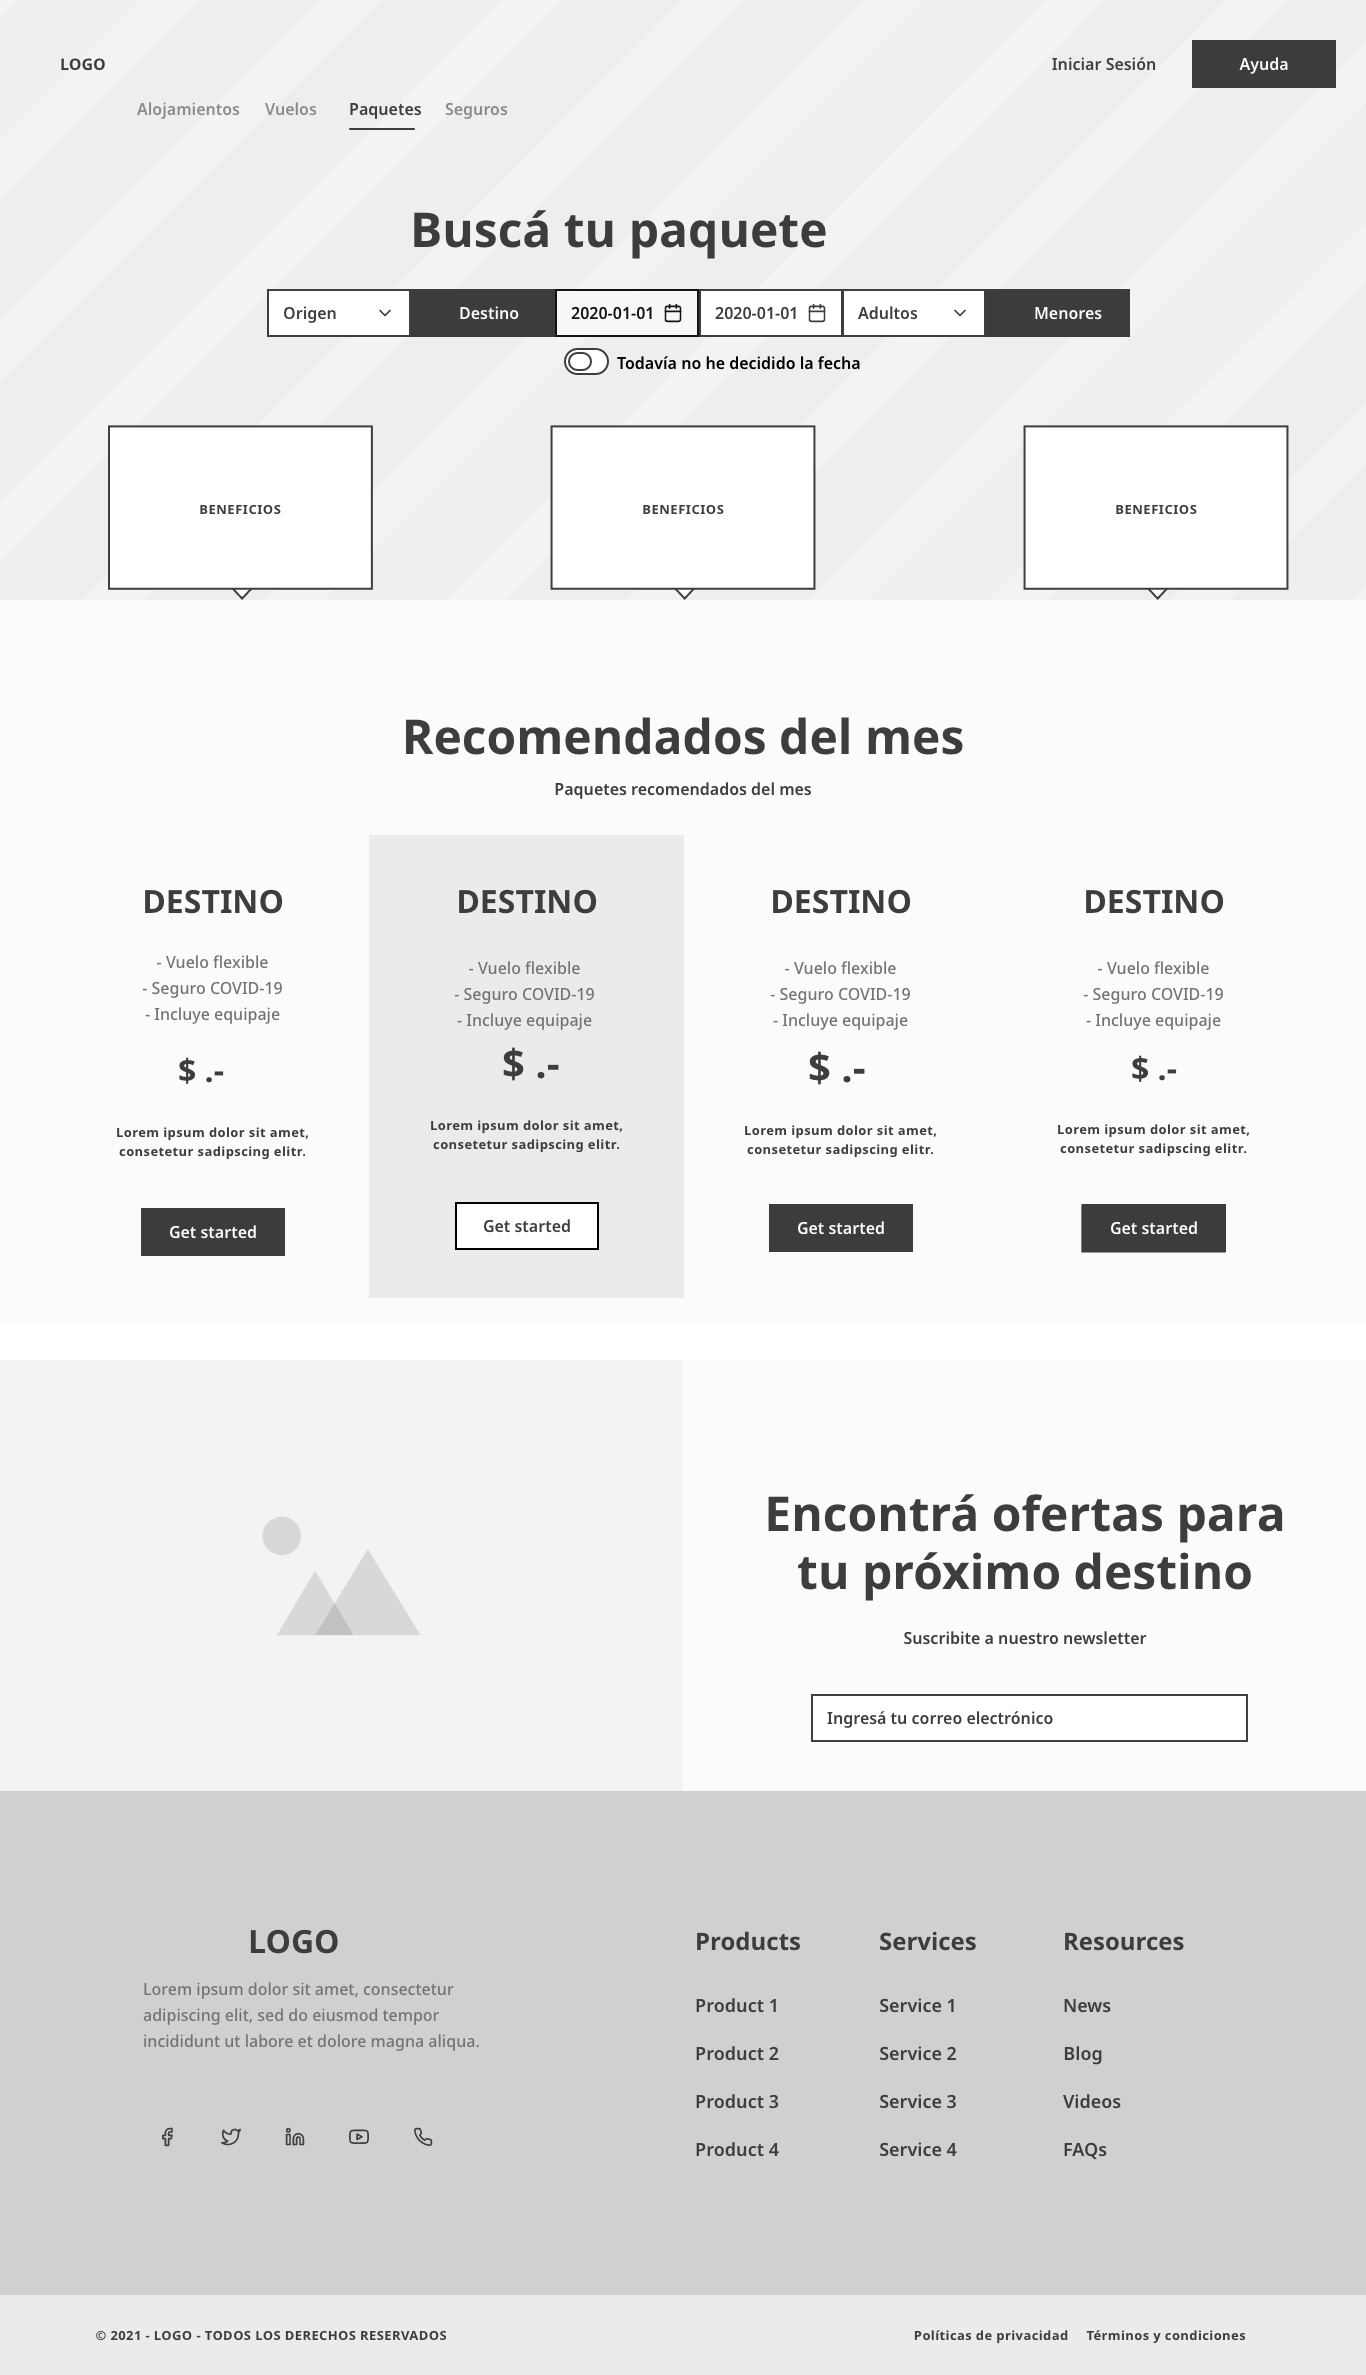 LOGO
Iniciar Sesión
Ayuda
Alojamientos
Vuelos
Paquetes
Seguros
Buscá tu paquete
Origen
Destino
2020-01-01
2020-01-01
Adultos
Menores
Todavía no he decidido la fecha
BENEFICIOS
BENEFICIOS
BENEFICIOS
Recomendados del mes
Paquetes recomendados del mes
DESTINO
- Vuelo flexible
- Seguro COVID-19
- Incluye equipaje
$ .-
Lorem ipsum dolor sit amet,
consetetur sadipscing elitr.
Get started
DESTINO
- Vuelo flexible
- Seguro COVID-19
- Incluye equipaje
$ .-
Lorem ipsum dolor sit amet,
consetetur sadipscing elitr.
Get started
DESTINO
- Vuelo flexible
- Seguro COVID-19
- Incluye equipaje
$ .-
Lorem ipsum dolor sit amet,
consetetur sadipscing elitr.
Get started
DESTINO
- Vuelo flexible
- Seguro COVID-19
- Incluye equipaje
$ .-
Lorem ipsum dolor sit amet,
consetetur sadipscing elitr.
Get started
Encontrá ofertas para
tu próximo destino
Suscribite a nuestro newsletter
Ingresá tu correo electrónico
LOGO
Lorem ipsum dolor sit amet, consectetur
adipiscing elit, sed do eiusmod tempor
incididunt ut labore et dolore magna aliqua.
Products
Product 1
Product 2
Product 3
Product 4
Services
Service 1
Service 2
Service 3
Service 4
Resources
News
Blog
Videos
FAQs
© 2021 - LOGO - TODOS LOS DERECHOS RESERVADOS
Políticas de privacidad
Términos y condiciones